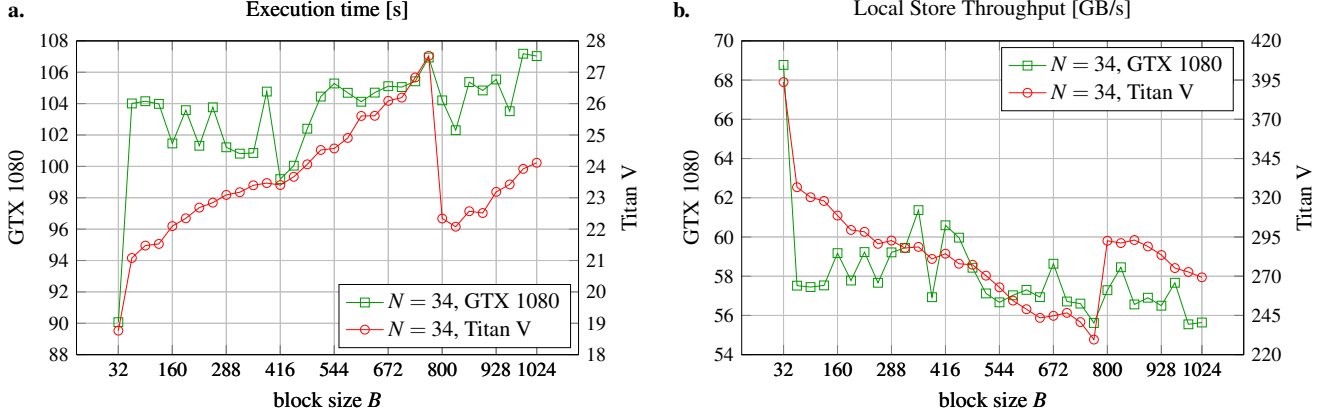 a.
Execution time [s]
GTX 1080
108
106
104
102
100
98
96
94
92
90
88
28
27
26
25
24
23
22
21
20
19
18
Titan V
N = 34, GTX 1080
N = 34, Titan V
32 160 288 416 544 672 800 928 1024
block size B
b.
Local Store Throughput [GB/s]
GTX 1080
70
68
66
64
62
60
58
56
54
420
395
370
345
320
295
270
245
220
Titan V
N = 34, GTX 1080
N = 34, Titan V
32 160 288 416 544 672 800 928 1024
block size B